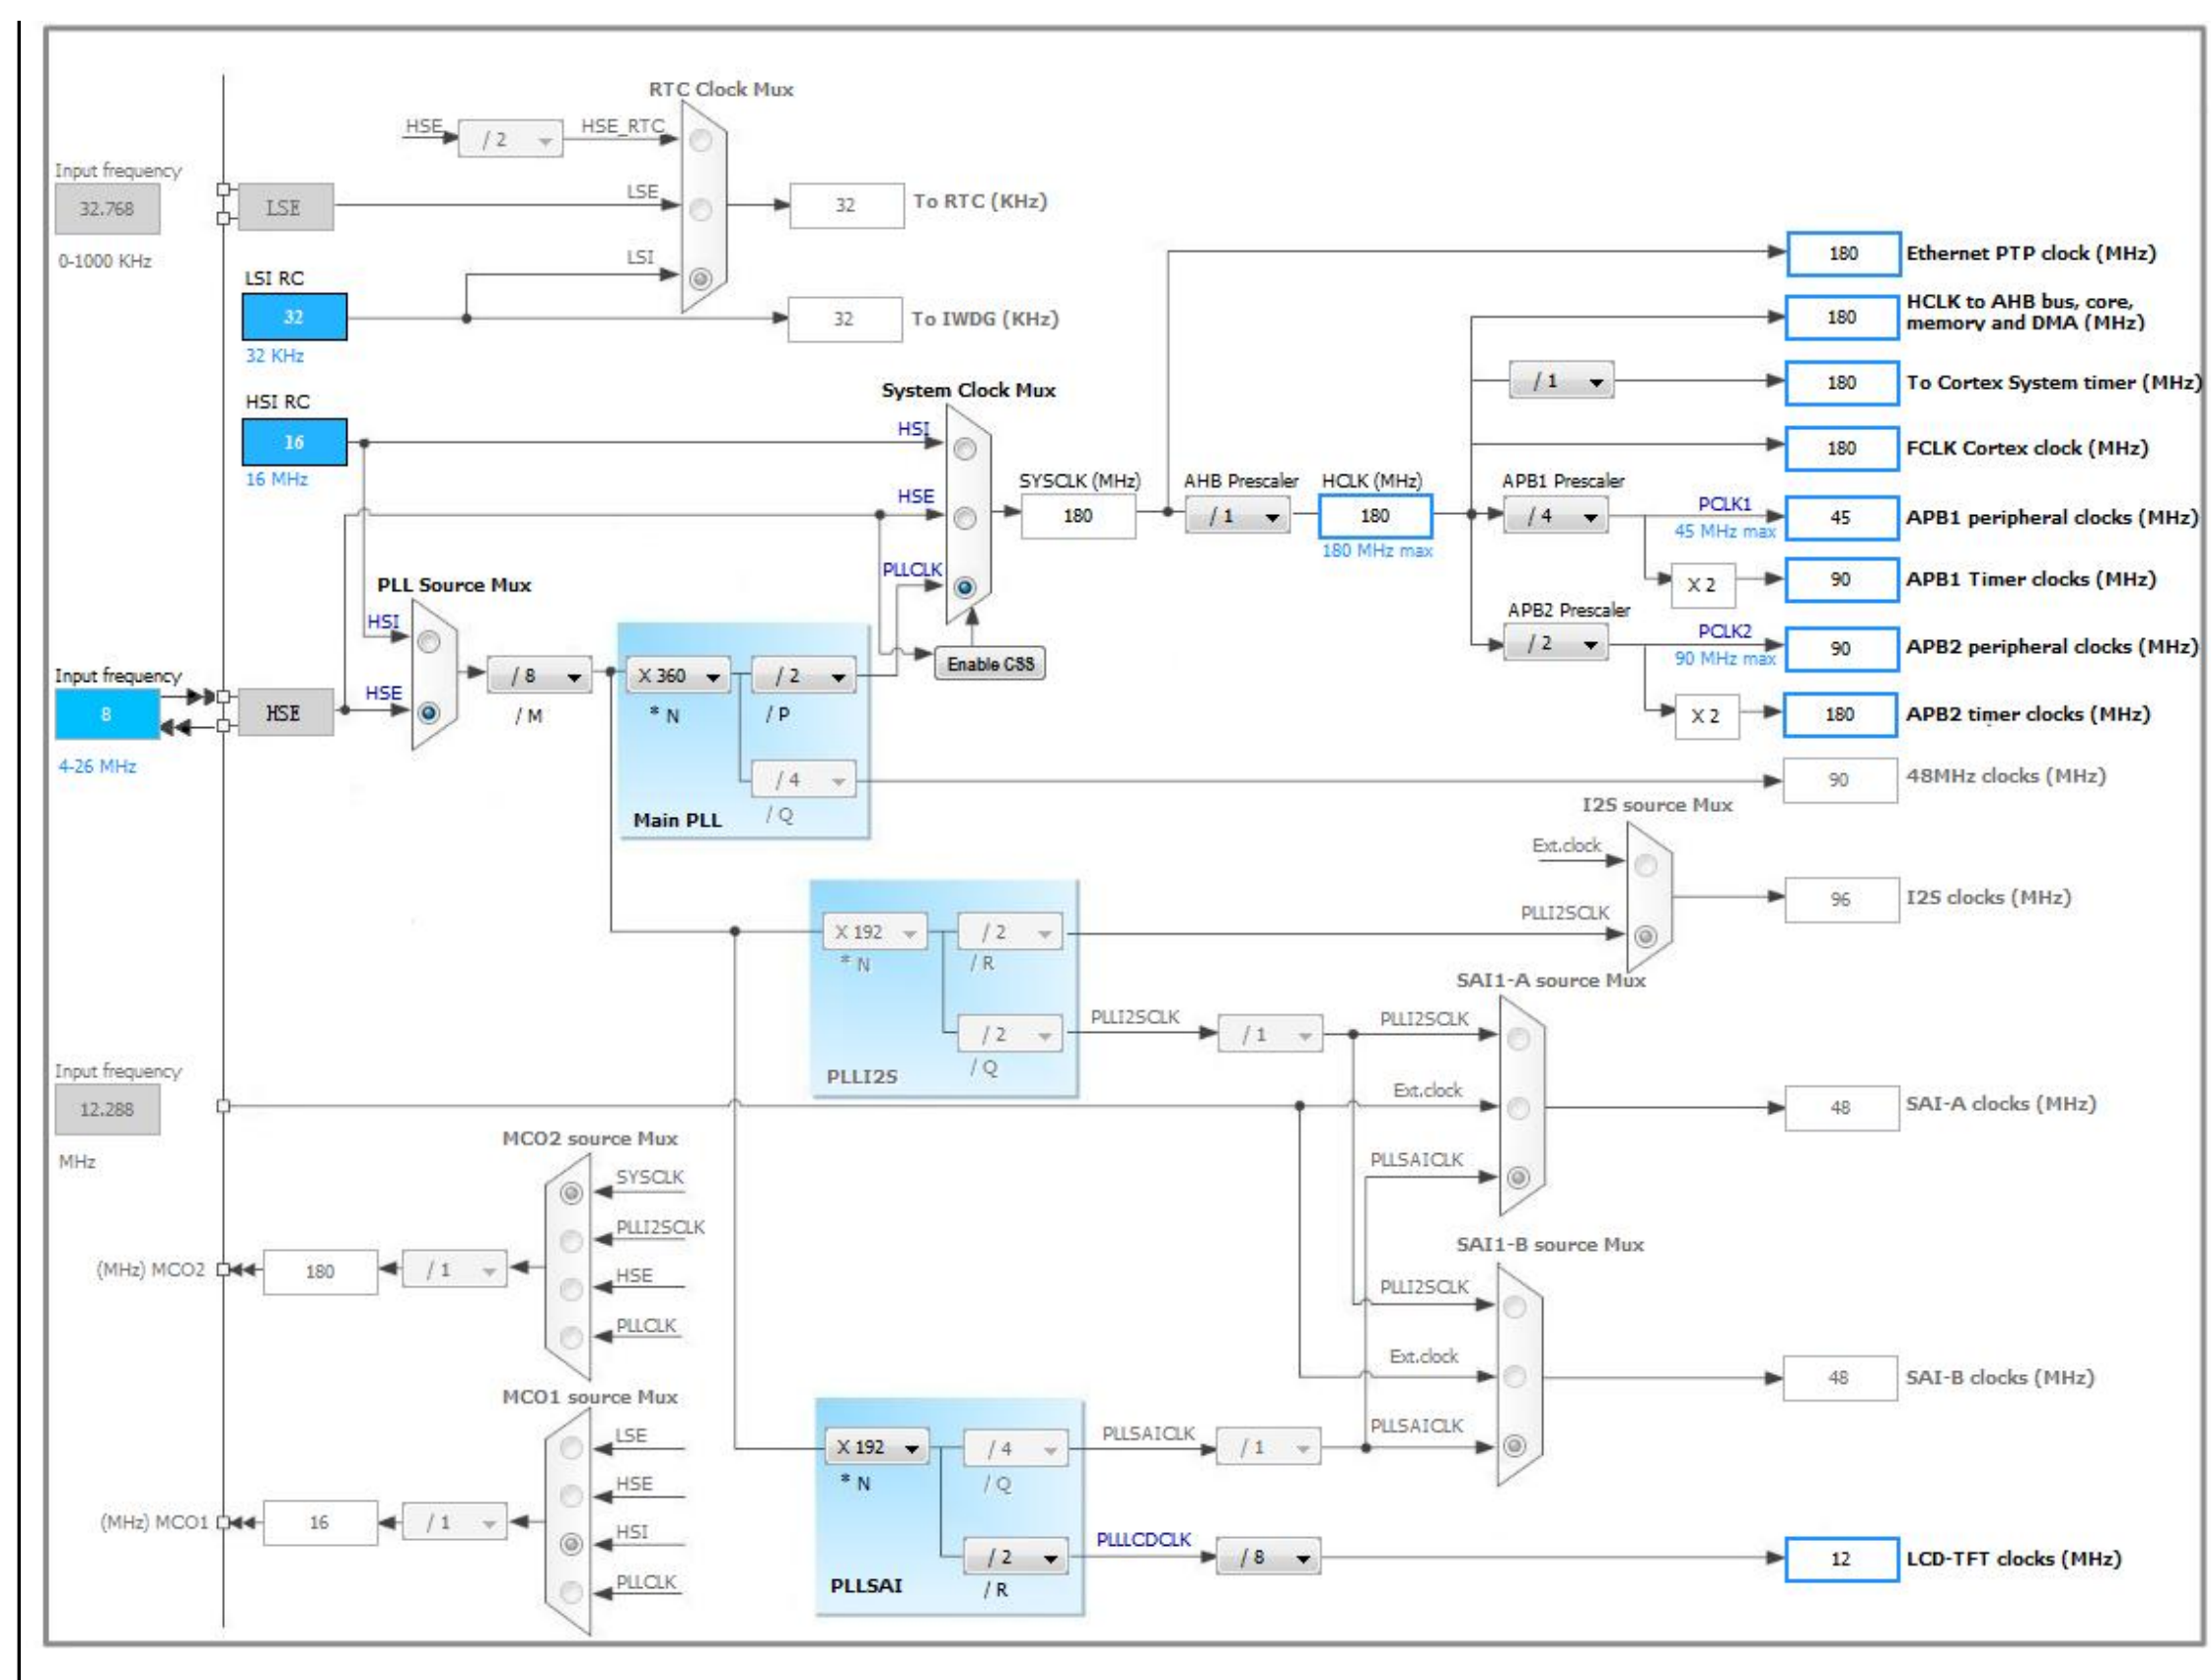 RTC Clock Mux
HSE
/ 2
HSE_RTC
Input frequency
32.768
LSE
LSE
32
To RTC (KHz)
0-1000 KHz
LSI
180
Ethernet PTP clock (MHz)
LSI RC
32
32
To IWDG (KHz)
180
HCLK to AHB bus, core,
memory and DMA (MHz)
32 KHz
/ 1
180
To Cortex System timer (MHz)
HSI RC
System Clock Mux
16
HSI
180
FCLK Cortex clock (MHz)
16 MHz
HSE
SYSCLK (MHz)
AHB Prescaler
HCLK (MHz)
APB1 Prescaler
180
/ 1
180
/ 4
PCLK1
45
APB1 peripheral clocks (MHz)
180 MHz max
45 MHz max
PLL Source Mux
PLLCLK
X 2
90
APB1 Timer clocks (MHz)
HSI
APB2 Prescaler
/ 2
PCLK2
90
APB2 peripheral clocks (MHz)
90 MHz max
Enable CSS
Input frequency
8
HSE
HSE
/ 8
X 360
/ 2
/ M
* N
/ P
X 2
180
APB2 timer clocks (MHz)
4-26 MHz
/ 4
90
48MHz clocks (MHz)
Main PLL
/ Q
I2S source Mux
Ext.clock
96
I2S clocks (MHz)
X 192
/ 2
PLLI2SCLK
* N
/ R
SAI1-A source Mux
PLLI2SCLK
PLLI2SCLK
/ 2
/ 1
PLLI2S
/ Q
Input frequency
12.288
Ext.clock
48
SAI-A clocks (MHz)
MHz
MCO2 source Mux
PLLSAICLK
SYSCLK
PLLI2SCLK
SAI1-B source Mux
(MHz) MCO2
180
/ 1
HSE
PLLI2SCLK
PLLCLK
Ext.clock
48
SAI-B clocks (MHz)
MCO1 source Mux
LSE
X 192
/ 4
PLLSAICLK
/ 1
PLLSAICLK
* N
/ Q
HSE
(MHz) MCO1
16
/ 1
HSI
PLLLCDCLK
/ 2
/ 8
12
LCD-TFT clocks (MHz)
PLLCLK
PLLSAI
/ R